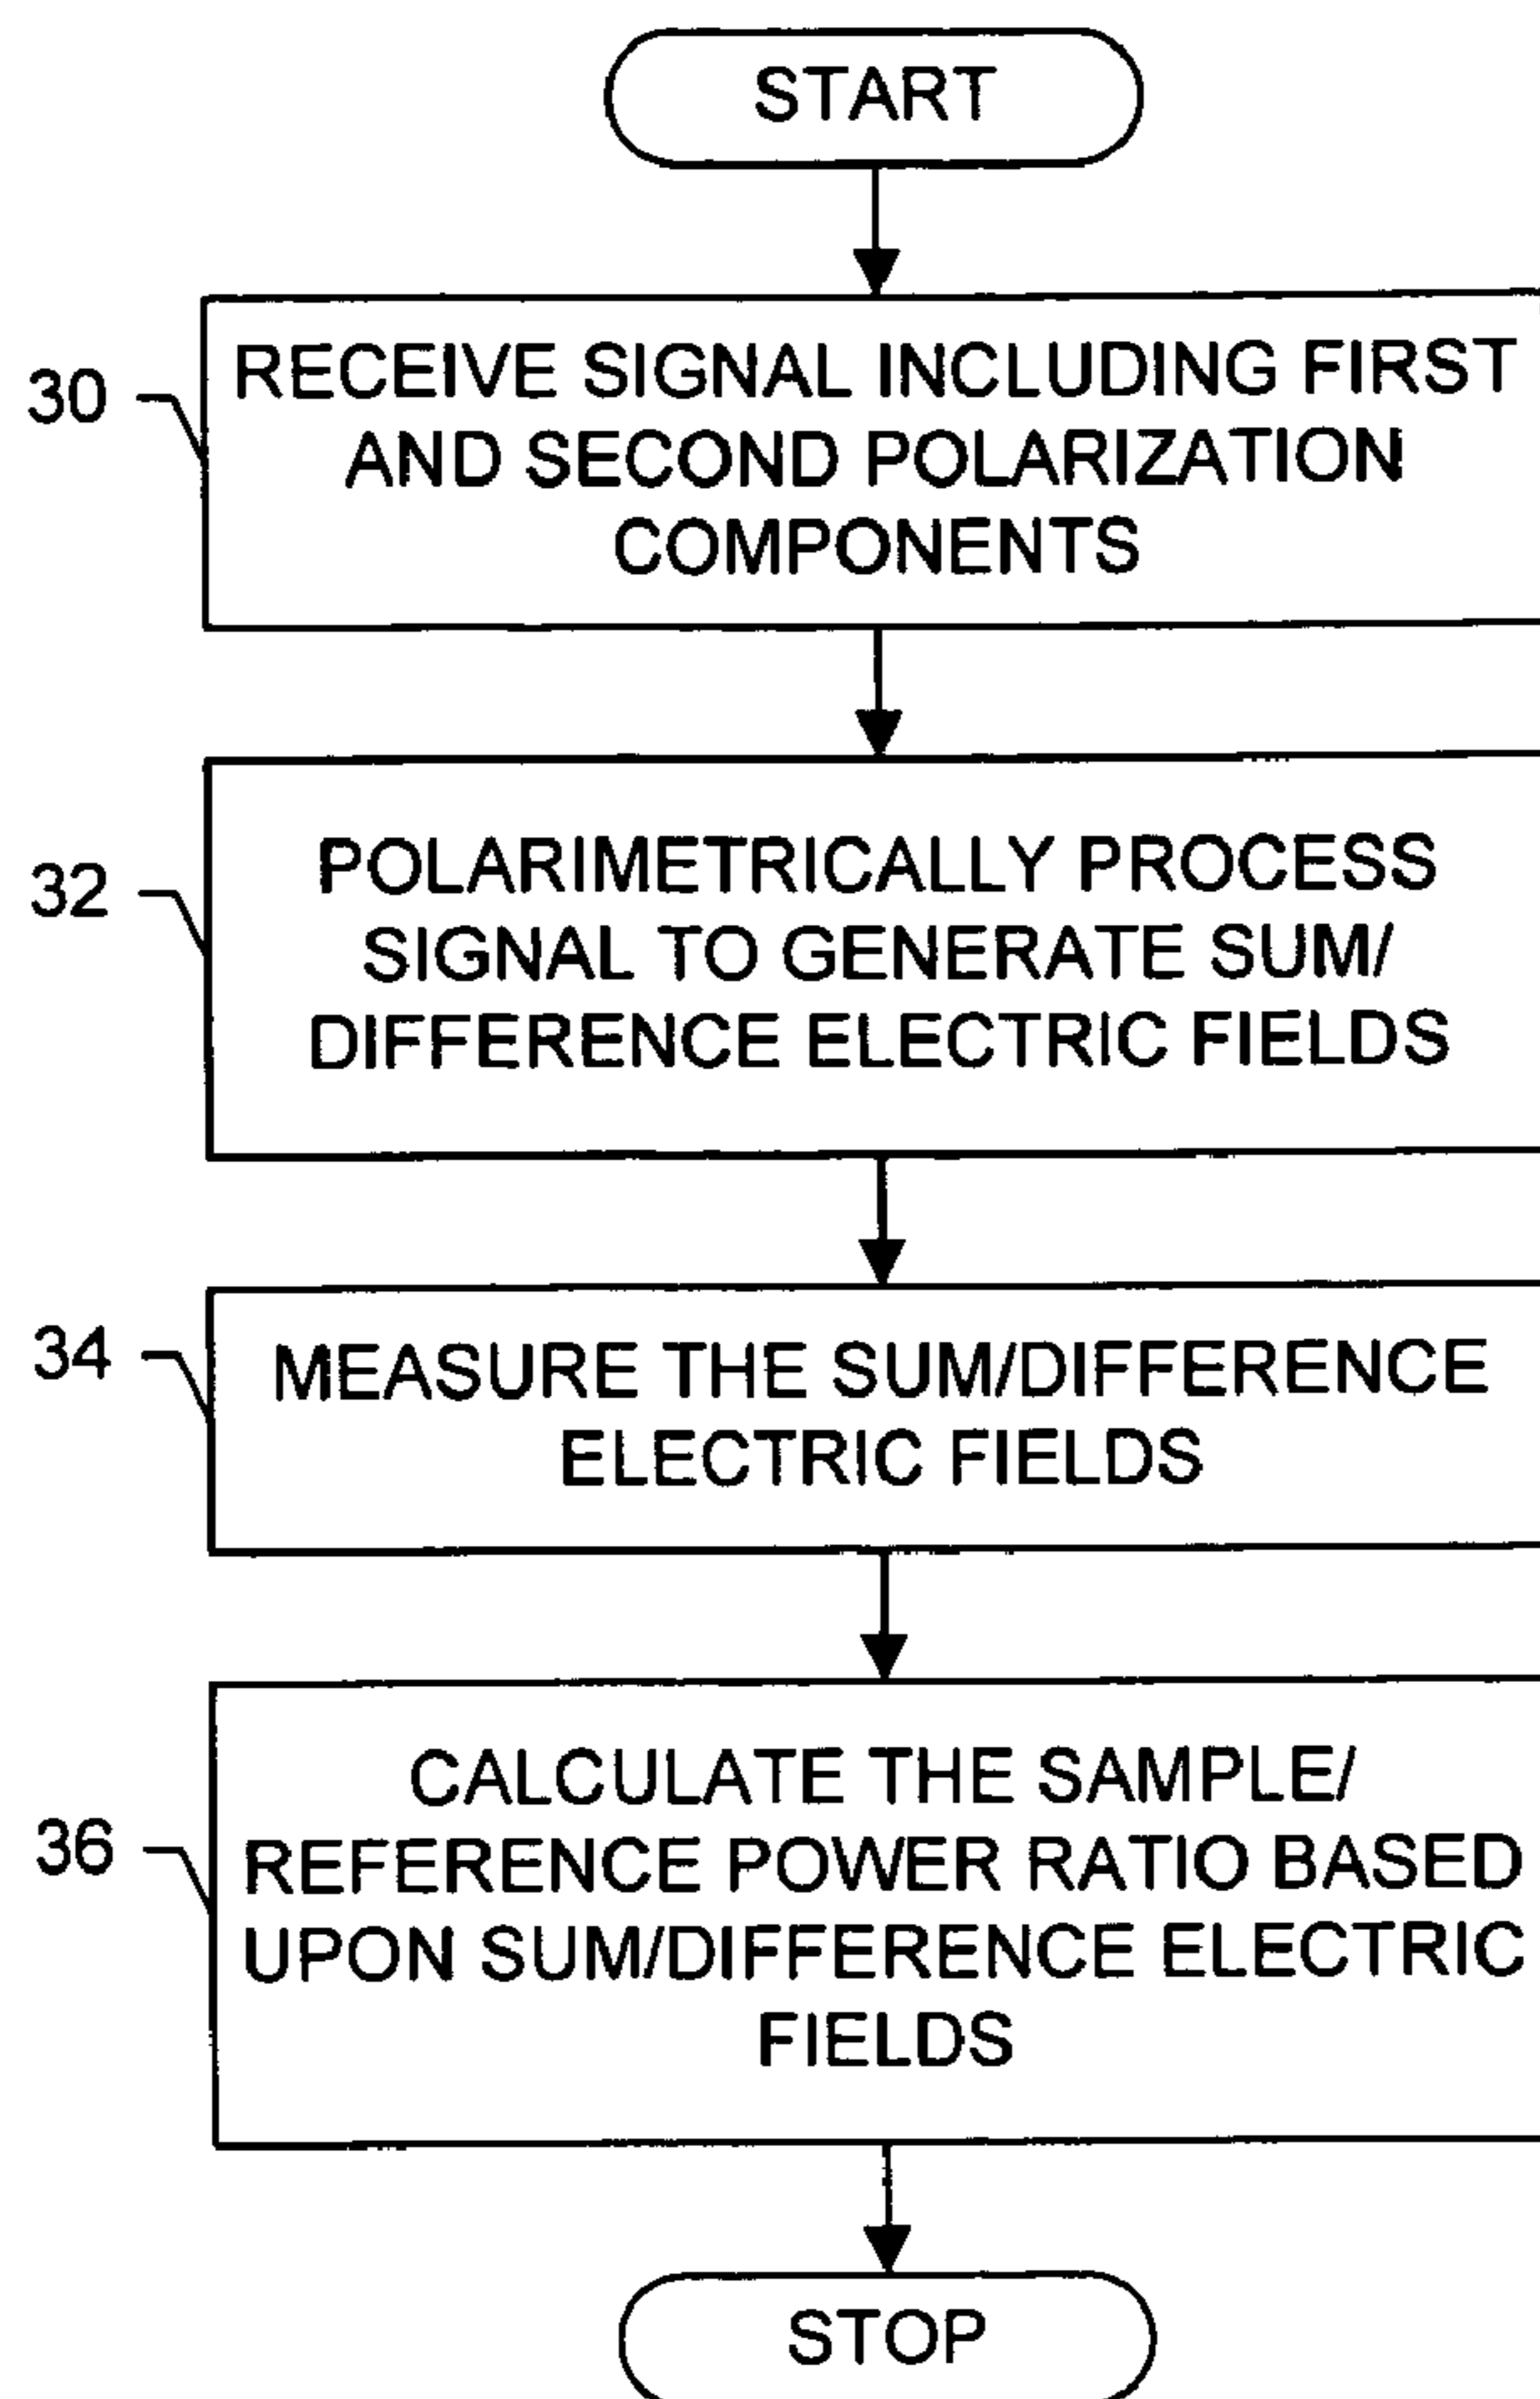 START
30
RECEIVE SIGNAL INCLUDING FIRST
AND SECOND POLARIZATION
COMPONENTS
32
POLARIMETRICALLY PROCESS
SIGNAL TO GENERATE SUM/
DIFFERENCE ELECTRIC FIELDS
34
MEASURE THE SUM/DIFFERENCE
ELECTRIC FIELDS
36
CALCULATE THE SAMPLE/
REFERENCE POWER RATIO BASED
UPON SUM/DIFFERENCE ELECTRIC
FIELDS
STOP